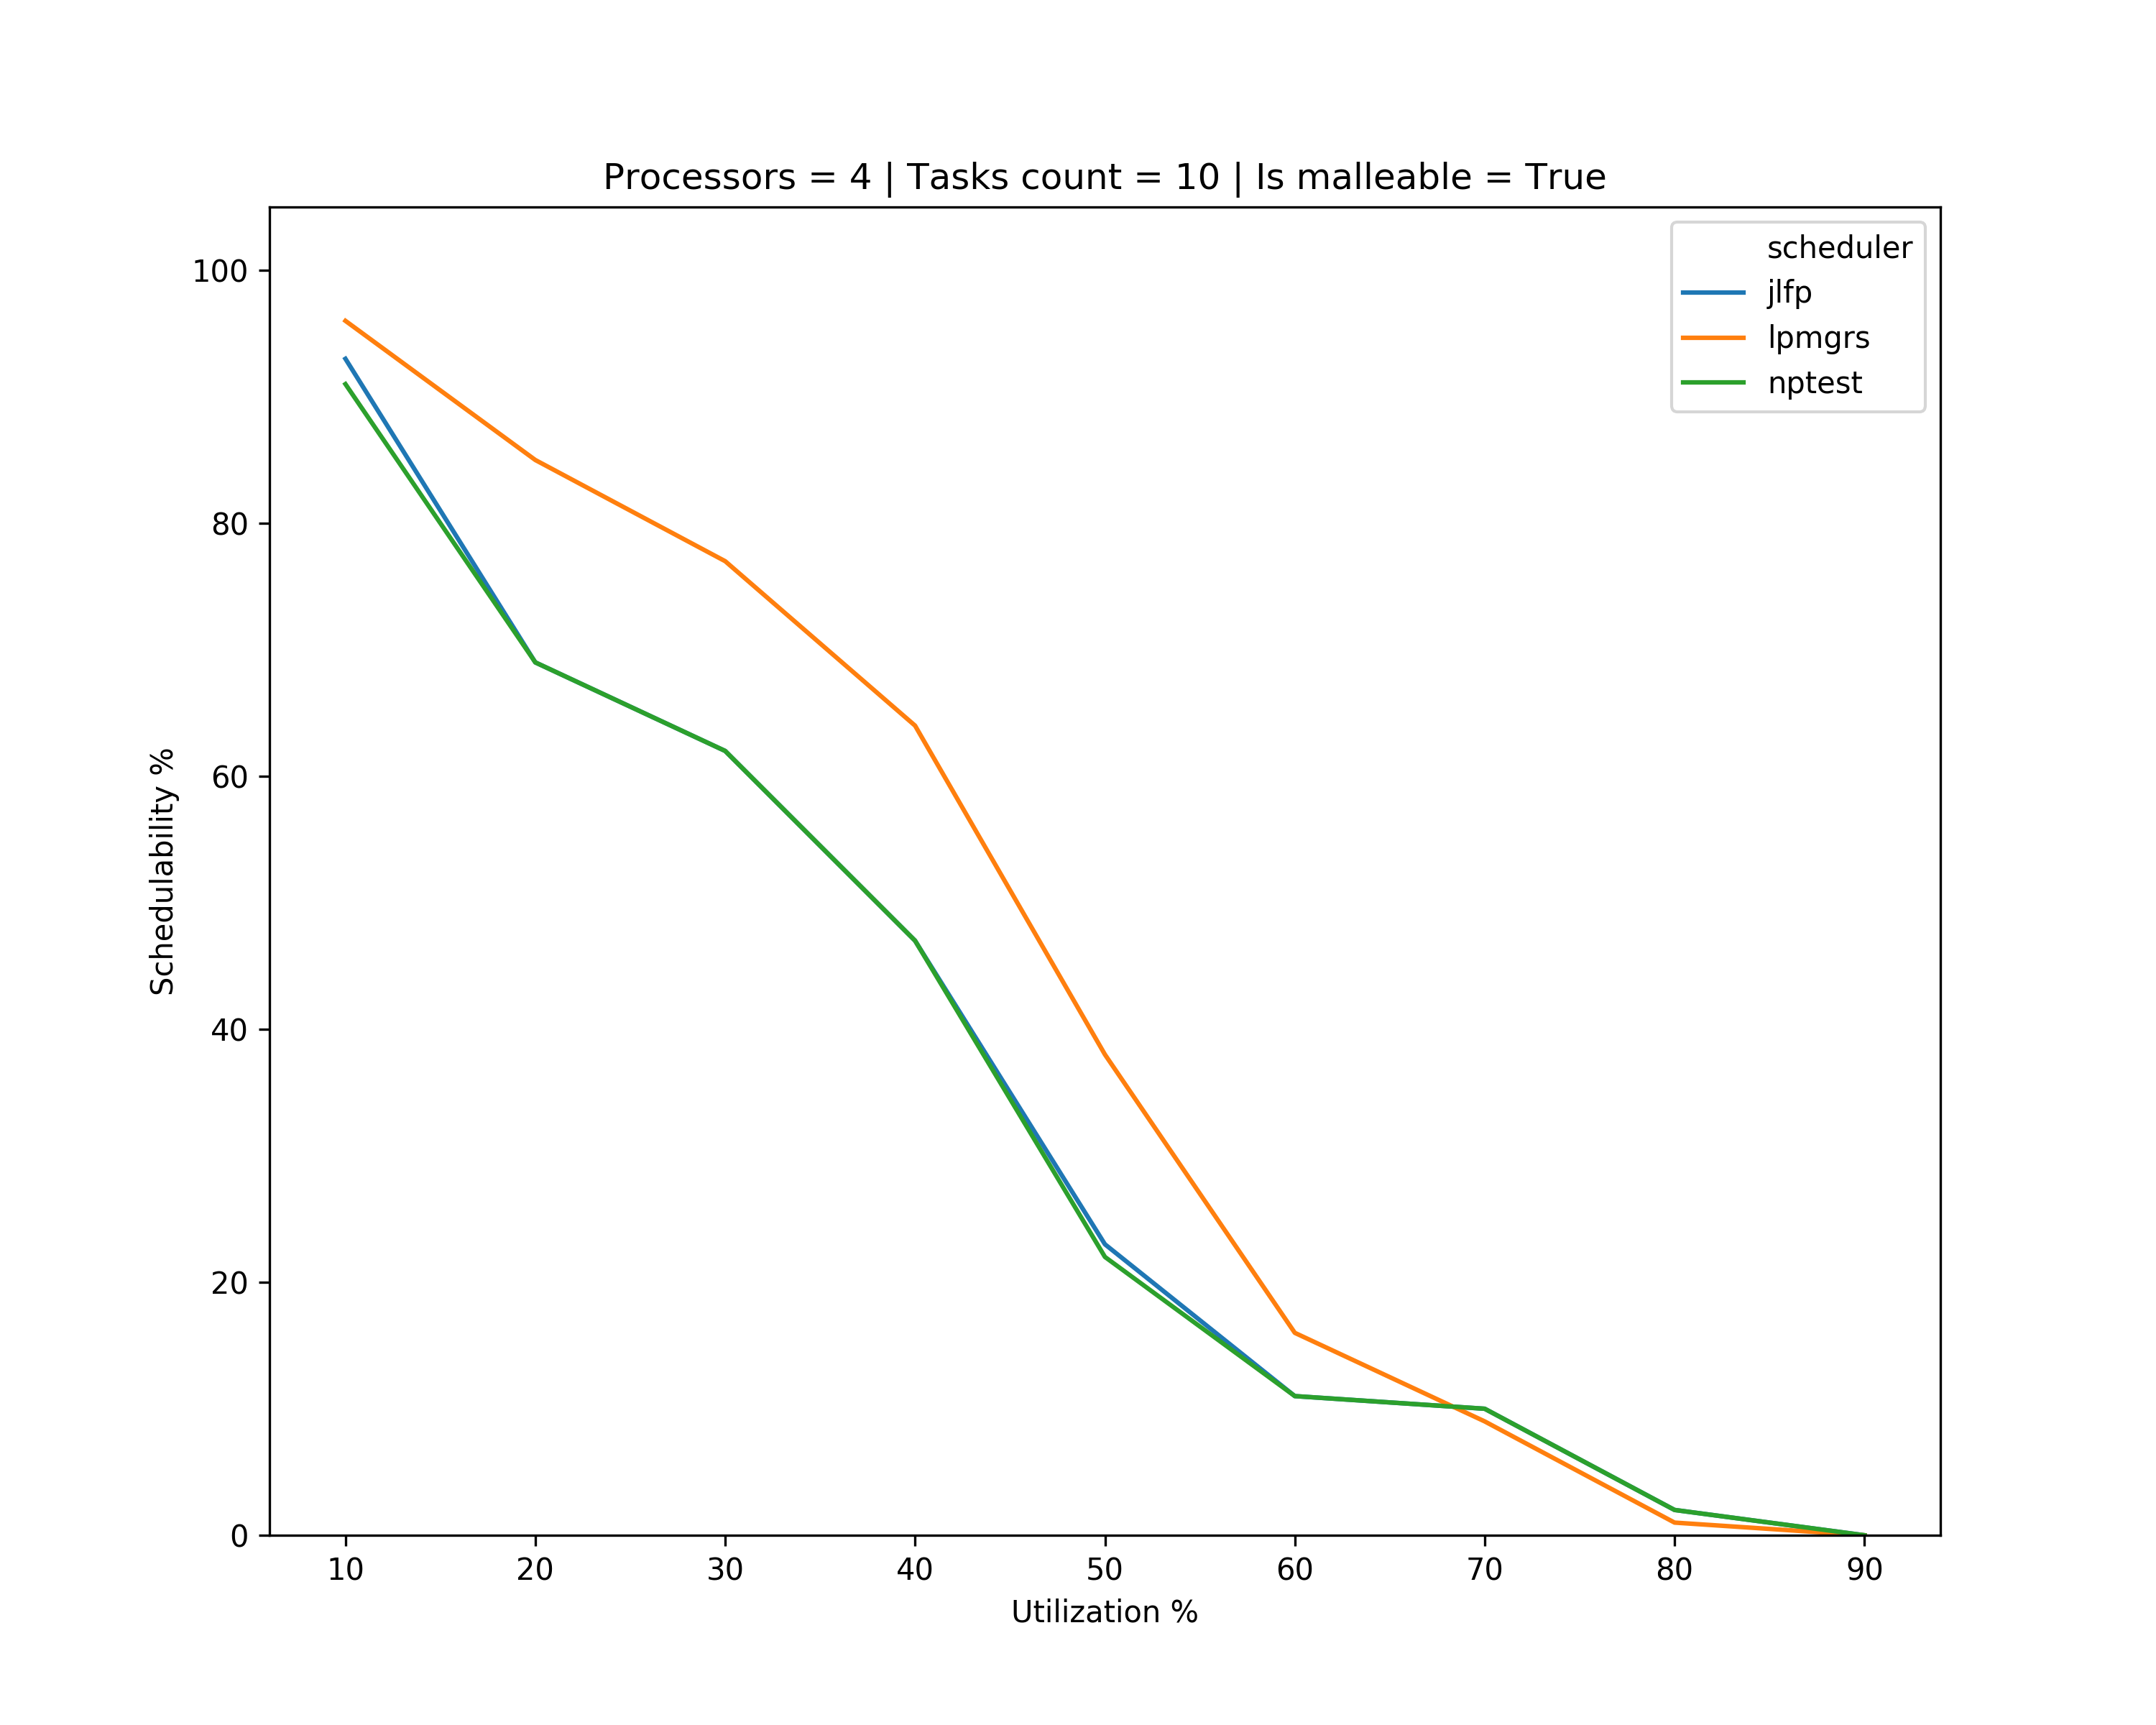 Processors = 4 | Tasks count = 10 | Is malleable = True
scheduler
jlfp
lpmgrs
nptest
Schedulability %
100
80
60
40
20
0
10 20 30 40 50 60 70 80 90
Utilization %